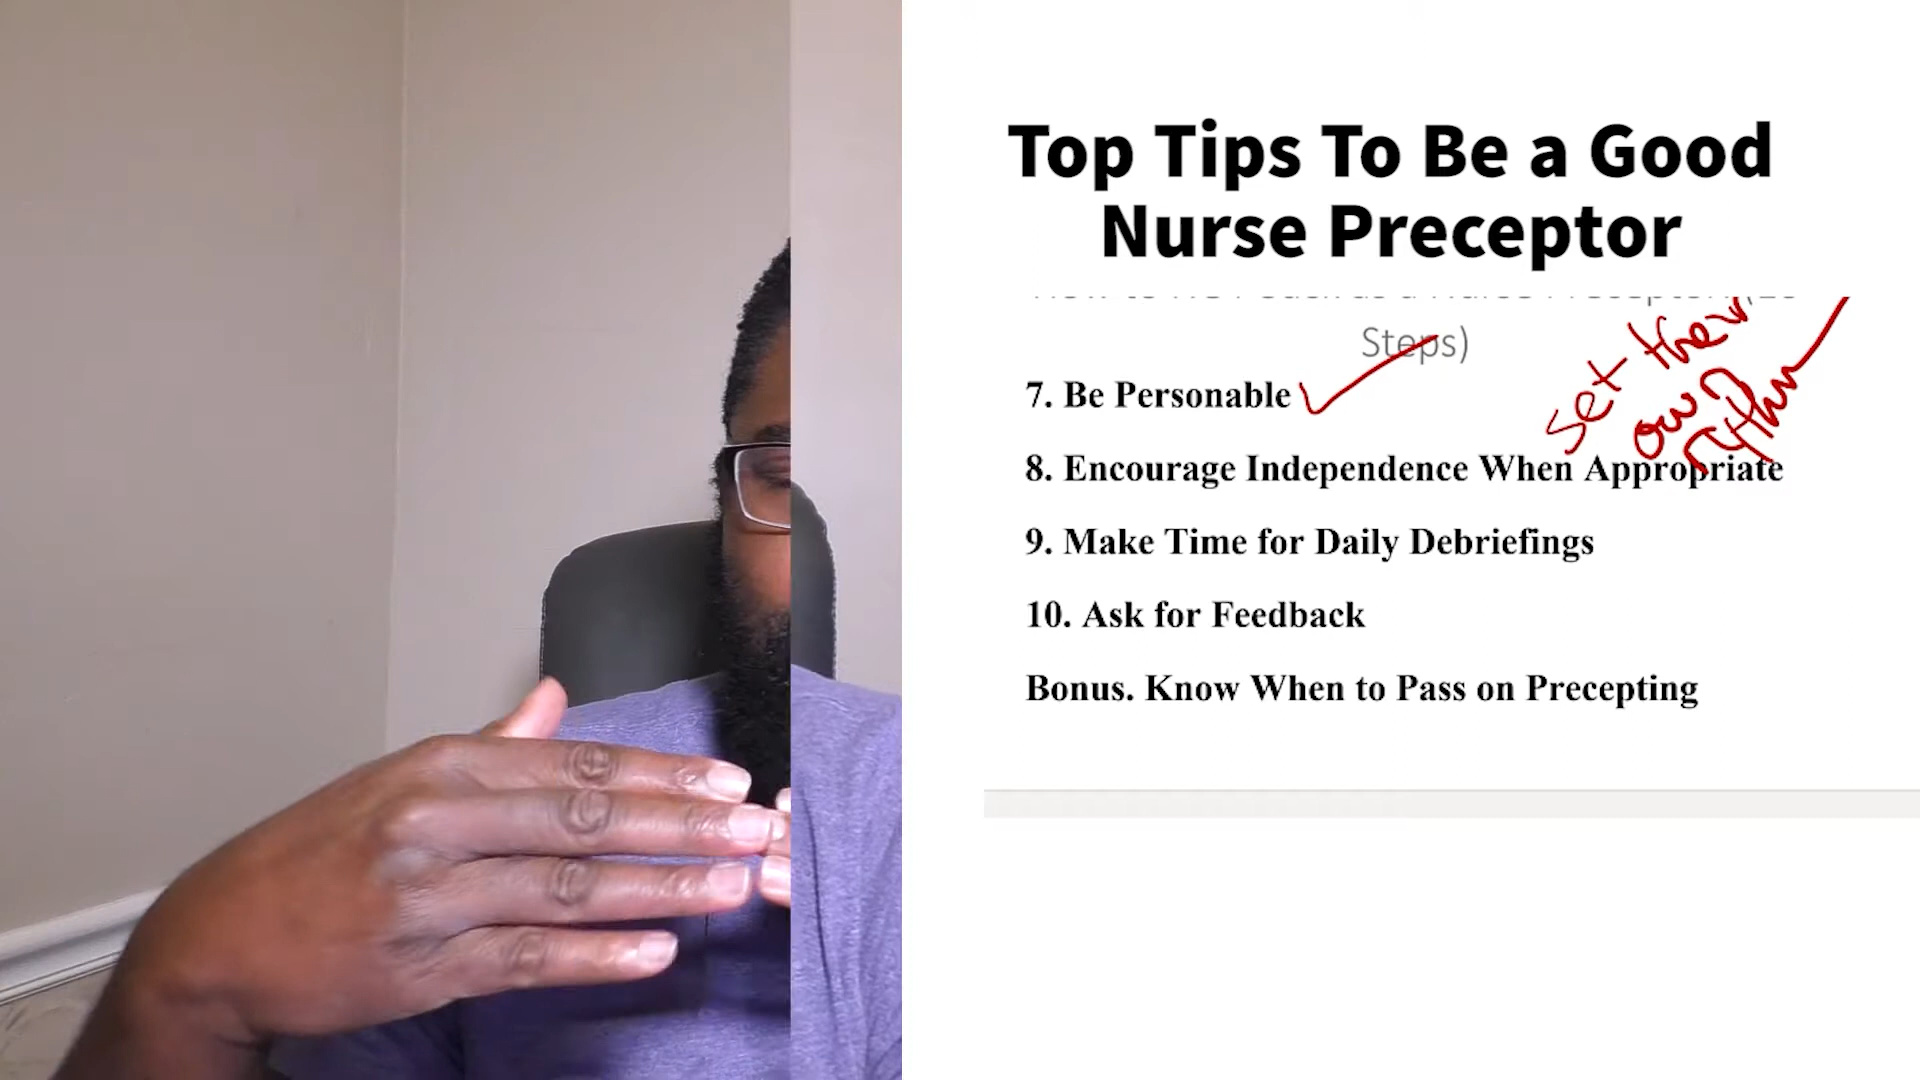 Top Tips To Be a Good
Nurse Preceptor
Steps)
7. Be Personable
set their
own
rythm
8. Encourage Independence When Appropriate
9. Make Time for Daily Debriefings
10. Ask for Feedback
Bonus. Know When to Pass on Precepting